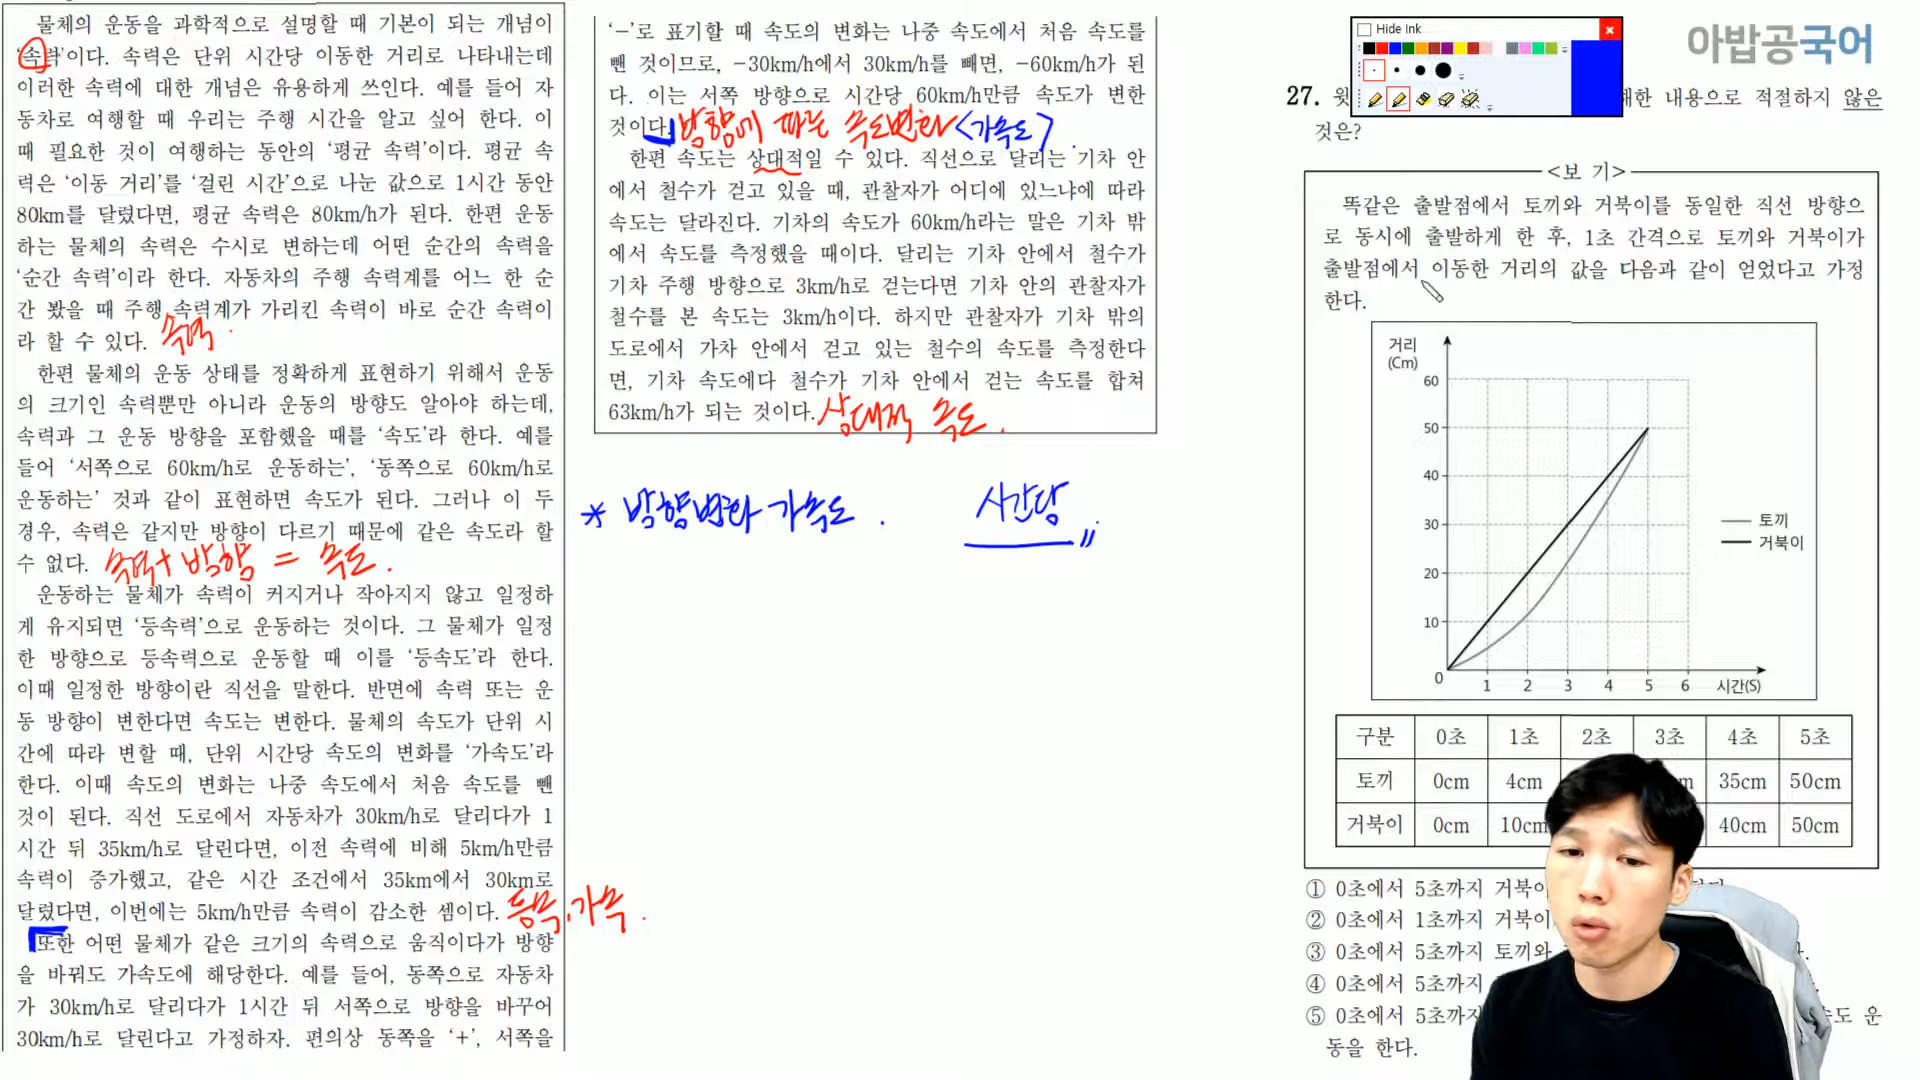 물체의 운동을 과학적으로 설명할 때 기본이 되는 개념이
'속력'이다. 속력은 단위 시간당 이동한 거리로 나타내는데
이러한 속력에 대한 개념은 유용하게 쓰인다. 예를 들어 자
동차로 여행할 때 우리는 주행 시간을 알고 싶어 한다. 이
때 필요한 것이 여행하는 동안의 '평균 속력'이다. 평균 속
력은 '이동 거리'를 '걸린 시간'으로 나눈 값으로 1시간 동안
80km를 달렸다면, 평균 속력은 80km/h가 된다. 한편 운동
하는 물체의 속력은 수시로 변하는데 어떤 순간의 속력을
'순간 속력'이라 한다. 자동차의 주행 속력계를 어느 한 순
간 봤을 때 주행 속력계가 가리킨 속력이 바로 순간 속력이
라 할 수 있다. 속력.
한편 물체의 운동 상태를 정확하게 표현하기 위해서 운동
의 크기인 속력뿐만 아니라 운동의 방향도 알아야 하는데,
속력과 그 운동 방향을 포함했을 때를 '속도'라 한다. 예를
들어 '서쪽으로 60km/h로 운동하는', '동쪽으로 60km/h로
운동하는' 것과 같이 표현하면 속도가 된다. 그러나 이 두
경우, 속력은 같지만 방향이 다르기 때문에 같은 속도라 할
수 없다. 속력+방향 = 속도.
운동하는 물체가 속력이 커지거나 작아지지 않고 일정하
게 유지되면 '등속력'으로 운동하는 것이다. 그 물체가 일정
한 방향으로 등속력으로 운동할 때 이를 '등속도'라 한다.
이때 일정한 방향이란 직선을 말한다. 반면에 속력 또는 운
동 방향이 변한다면 속도는 변한다. 물체의 속도가 단위 시
간에 따라 변할 때, 단위 시간당 속도의 변화를 '가속도'라
한다. 이때 속도의 변화는 나중 속도에서 처음 속도를 뺀
것이 된다. 직선 도로에서 자동차가 30km/h로 달리다가 1
시간 뒤 35km/h로 달린다면, 이전 속력에 비해 5km/h만큼
속력이 증가했고, 같은 시간 조건에서 35km에서 30km로
달렸다면, 이번에는 5km/h만큼 속력이 감소한 셈이다. 등속, 가속.
또한 어떤 물체가 같은 크기의 속력으로 움직이다가 방향
을 바꿔도 가속도에 해당한다. 예를 들어, 동쪽으로 자동차
가 30km/h로 달리다가 1시간 뒤 서쪽으로 방향을 바꾸어
30km/h로 달린다고 가정하자. 편의상 동쪽을 '+', 서쪽을
'−'로 표기할 때 속도의 변화는 나중 속도에서 처음 속도를
뺀 것이므로, −30km/h에서 30km/h를 빼면, −60km/h가 된
다. 이는 서쪽 방향으로 시간당 60km/h만큼 속도가 변한
것이다. 방향에 따른 속도변화<가속도>.
한편 속도는 상대적일 수 있다. 직선으로 달리는 기차 안
에서 철수가 걷고 있을 때, 관찰자가 어디에 있느냐에 따라
속도는 달라진다. 기차의 속도가 60km/h라는 말은 기차 밖
에서 속도를 측정했을 때이다. 달리는 기차 안에서 철수가
기차 주행 방향으로 3km/h로 걷는다면 기차 안의 관찰자가
철수를 본 속도는 3km/h이다. 하지만 관찰자가 기차 밖의
도로에서 가차 안에서 걷고 있는 철수의 속도를 측정한다
면, 기차 속도에다 철수가 기차 안에서 걷는 속도를 합쳐
63km/h가 되는 것이다. 상대적 속도.
* 방향변화 가속도. 시간당.
Hide Ink
아밥공국어
27. 윗 한 내용으로 적절하지 않은
것은?
<보 기>
똑같은 출발점에서 토끼와 거북이를 동일한 직선 방향으
로 동시에 출발하게 한 후, 1초 간격으로 토끼와 거북이가
출발점에서 이동한 거리의 값을 다음과 같이 얻었다고 가정
한다.
거리
(Cm)
60
50
40
30
20
10
0
1 2 3 4 5 6 시간(S)
토끼
거북이
구분 0초 1초 2초 3초 4초 5초
토끼 0cm 4cm 35cm 50cm
거북이 0cm 10cm 40cm 50cm
① 0초에서 5초까지 거북이
② 0초에서 1초까지 거북이
③ 0초에서 5초까지 토끼와
④ 0초에서 5초까지
⑤ 0초에서 5초까지 속도 운
동을 한다.